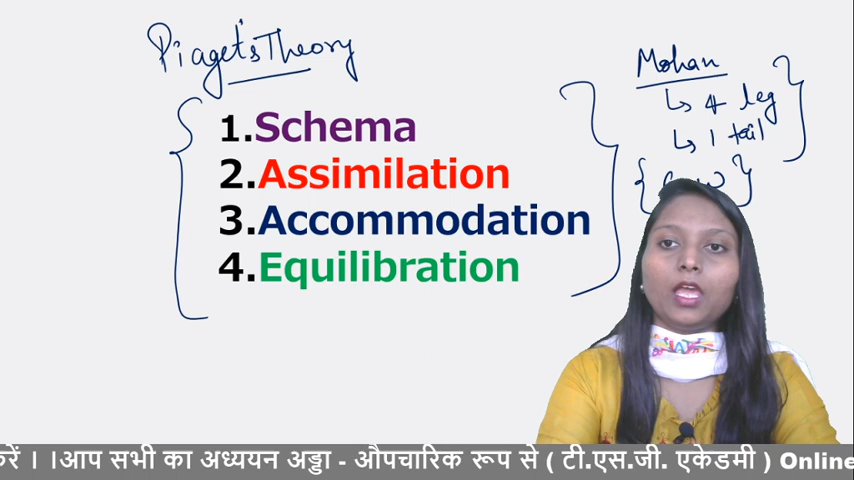 Piaget's Theory
1.Schema
2.Assimilation
3.Accommodation
4.Equilibration
Mohan
↳ 4 leg
↳ 1 tail
करें । ।आप सभी का अध्ययन अड्डा - औपचारिक रूप से ( टी.एस.जी. एकेडमी ) Online